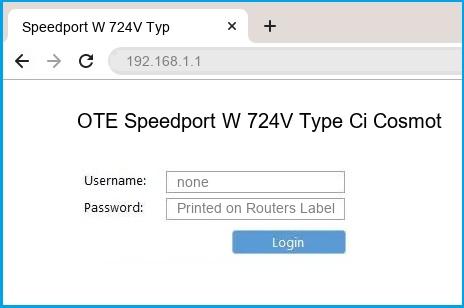 Speedport W 724V Typ
192.168.1.1
OTE Speedport W 724V Type Ci Cosmot
Username: none
Password: Printed on Routers Label
Login